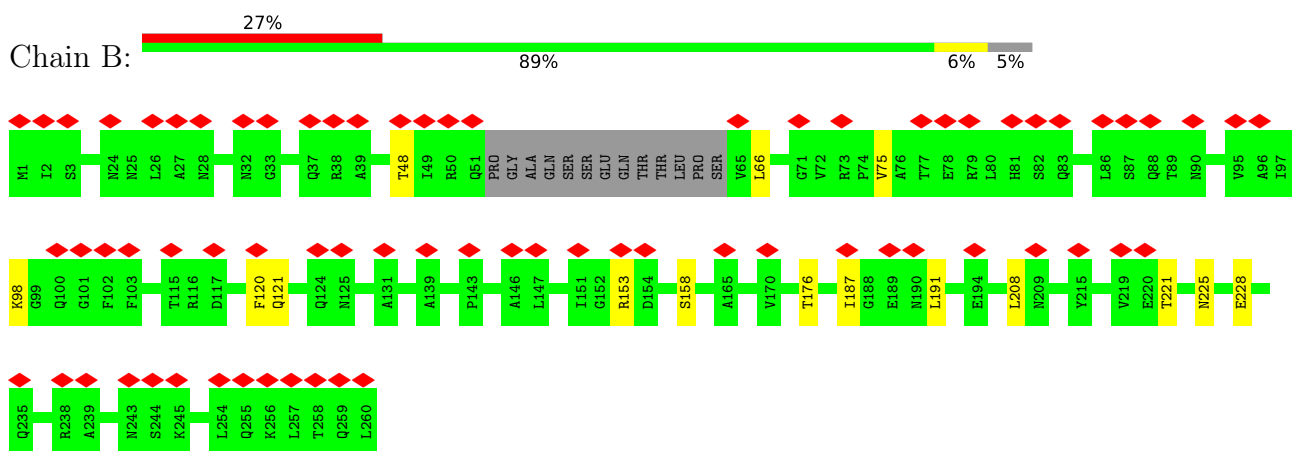 27%
Chain B:
89% 6% 5%
M1 I2 S3 N24 N25 L26 A27 N28 N32 G33 Q37 R38 A39 T48 I49 R50 Q51 PRO GLY ALA GLN SER SER GLU GLN THR THR LEU PRO SER V65 L66 G71 V72 R73 P74 V75 A76 T77 E78 R79 L80 H81 S82 Q83 L86 S87 Q88 T89 N90 V95 A96 I97
K98 G99 Q100 G101 F102 F103 T115 R116 D117 F120 Q121 Q124 N125 A131 A139 P143 A146 L147 I151 G152 R153 D154 S158 A165 V170 T176 I187 G188 E189 N190 L191 E194 L208 N209 Y215 V219 E220 T221 N225 E228
Q235 R238 A239 N243 S244 K245 L254 Q255 K256 L257 T258 Q259 L260